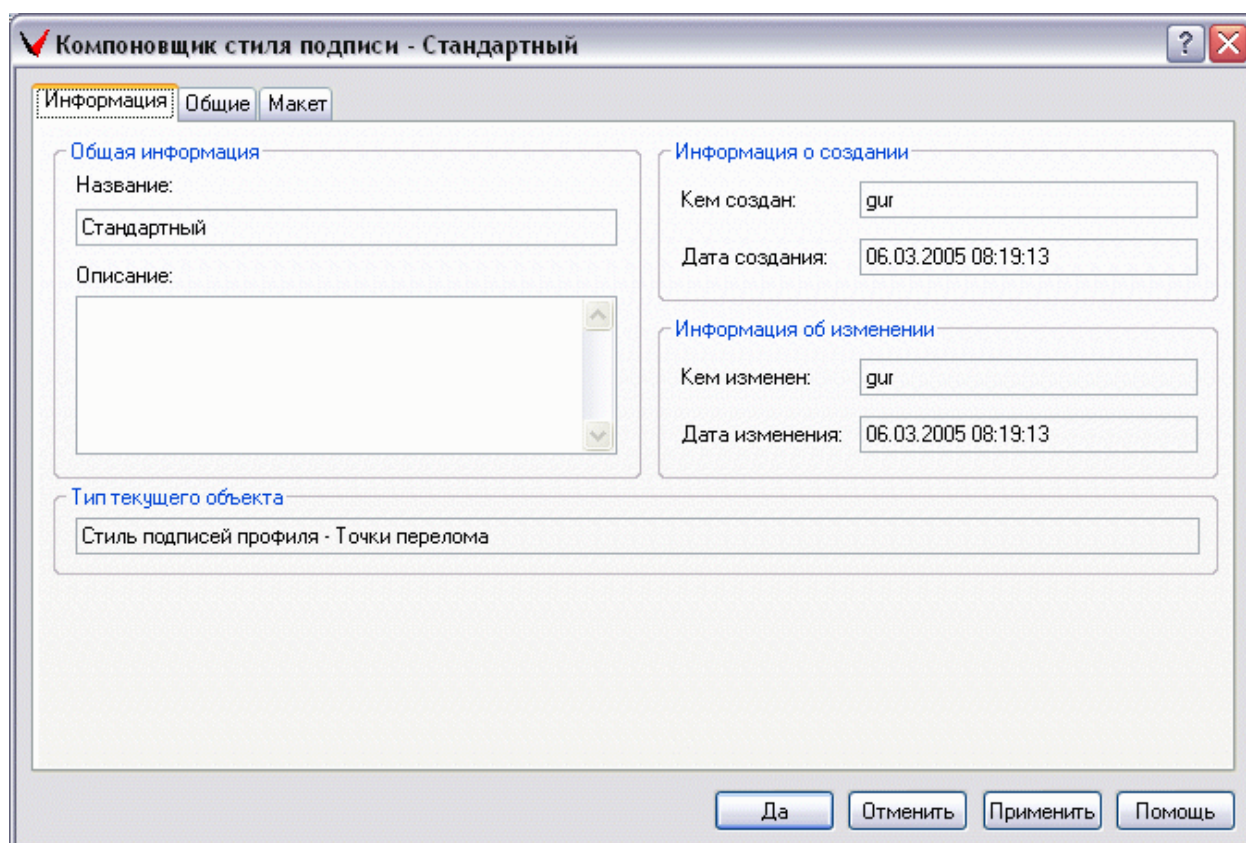 Компоновщик стиля подписи - Стандартный
Информация Общие Макет
Общая информация
Название:
Стандартный
Описание:
Информация о создании
Кем создан: gur
Дата создания: 06.03.2005 08:19:13
Информация об изменении
Кем изменен: gur
Дата изменения: 06.03.2005 08:19:13
Тип текущего объекта
Стиль подписей профиля - Точки перелома
Да Отменить Применить Помощь